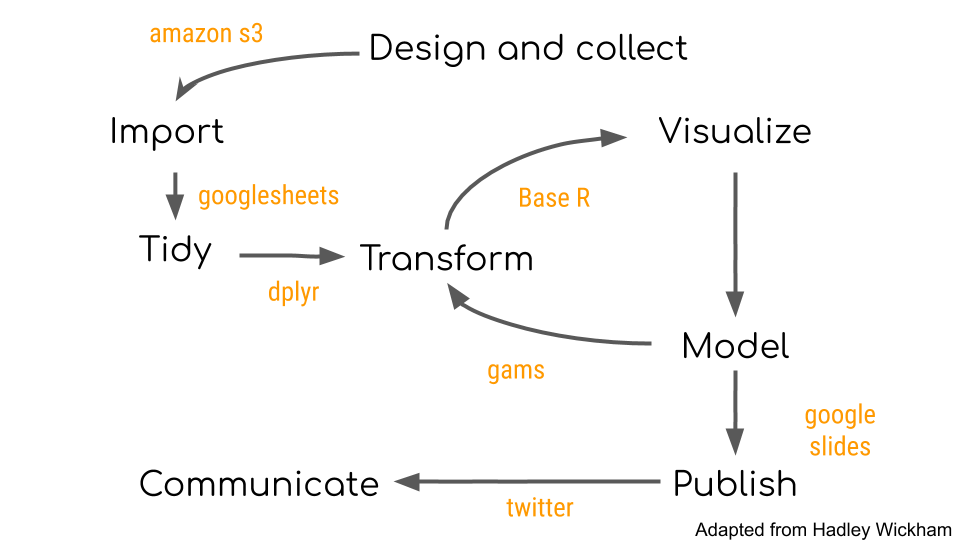 amazon s3
Design and collect
Import
Visualize
googlesheets
Base R
Tidy
Transform
dplyr
Model
gams
google
slides
Communicate
Publish
twitter
Adapted from Hadley Wickham